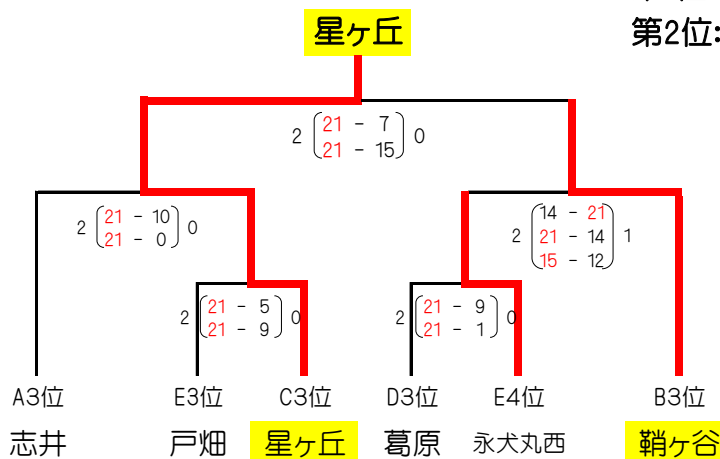 星ヶ丘
第2位:
2 21 - 7 0
21 - 15
2 21 - 10 0
21 - 0
2 14 - 21 1
21 - 14
15 - 12
2 21 - 5 0
21 - 9
2 21 - 9 0
21 - 1
A3位 E3位 C3位 D3位 E4位 B3位
志井 戸畑 星ヶ丘 葛原 永犬丸西 鞘ヶ谷